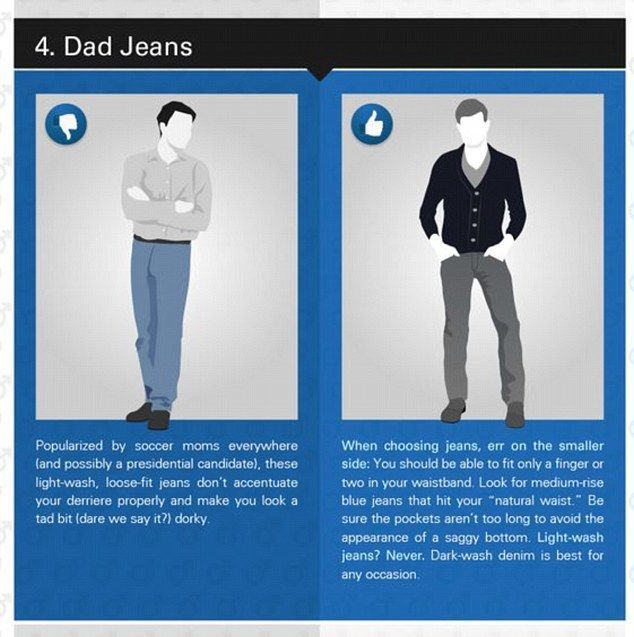 4. Dad Jeans
Popularized by soccer moms everywhere
(and possibly a presidential candidate), these
light-wash, loose-fit jeans don't accentuate
your derriere properly and make you look a
tad bit (dare we say it?) dorky.
When choosing jeans, err on the smaller
side: You should be able to fit only a finger or
two in your waistband. Look for medium-rise
blue jeans that hit your "natural waist." Be
sure the pockets aren't too long to avoid the
appearance of a saggy bottom. Light-wash
jeans? Never. Dark-wash denim is best for
any occasion.